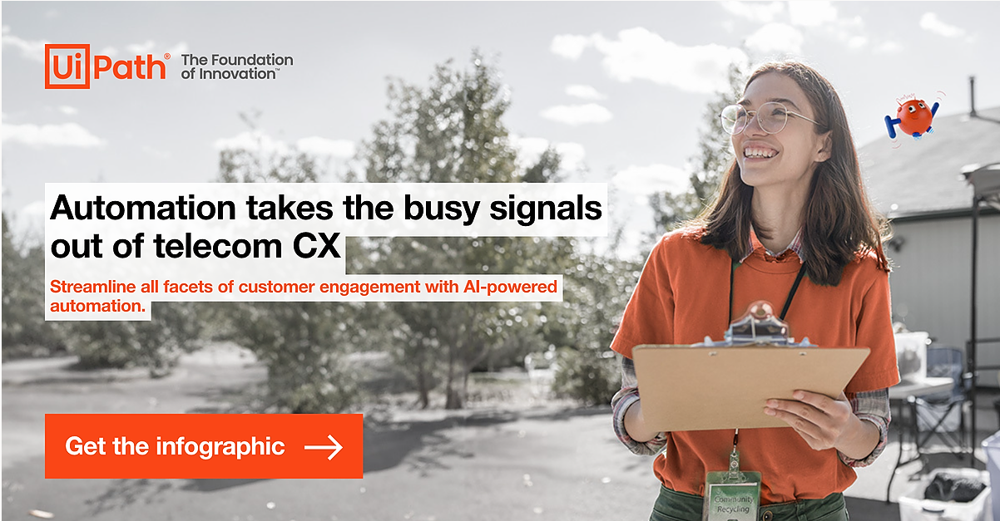 UiPath®
The Foundation
of Innovation™
Automation takes the busy signals
out of telecom CX
Streamline all facets of customer engagement with AI-powered
automation.
Get the infographic
Community
Recycling